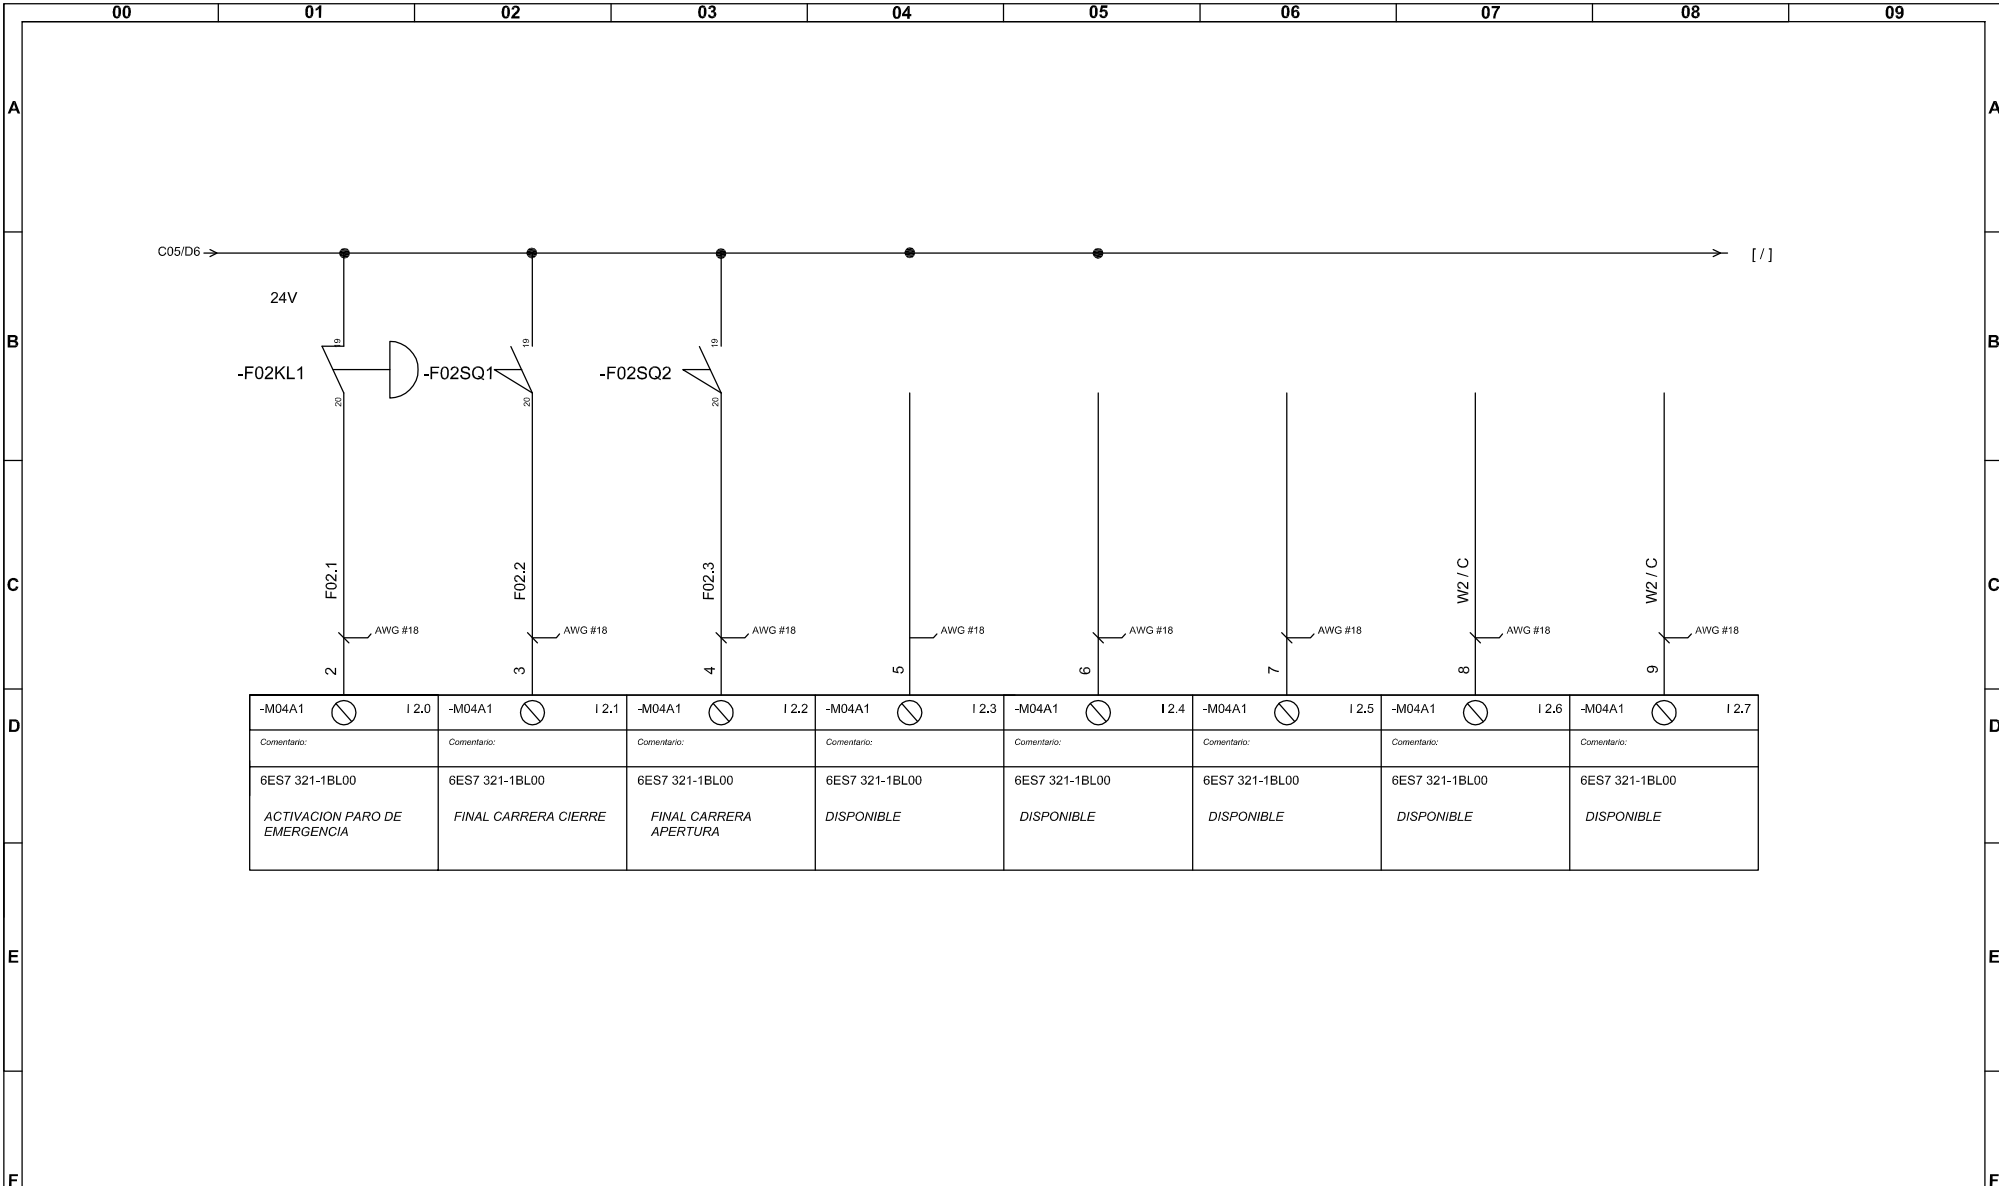 00 01 02 03 04 05 06 07 08 09
A A
C05/D6 [ / ]
24V
B B
19 19 19
-F02KL1 -F02SQ1 -F02SQ2
20 20 20
F02.1 F02.2 F02.3 W2 / C W2 / C
C C
AWG #18 AWG #18 AWG #18 AWG #18 AWG #18 AWG #18 AWG #18 AWG #18
2 3 4 5 6 7 8 9
-M04A1 I 2.0 -M04A1 I 2.1 -M04A1 I 2.2 -M04A1 I 2.3 -M04A1 I 2.4 -M04A1 I 2.5 -M04A1 I 2.6 -M04A1 I 2.7
D D
Comentario: Comentario: Comentario: Comentario: Comentario: Comentario: Comentario: Comentario:
6ES7 321-1BL00 6ES7 321-1BL00 6ES7 321-1BL00 6ES7 321-1BL00 6ES7 321-1BL00 6ES7 321-1BL00 6ES7 321-1BL00 6ES7 321-1BL00
ACTIVACION PARO DE
EMERGENCIA
FINAL CARRERA CIERRE
FINAL CARRERA
APERTURA
DISPONIBLE DISPONIBLE DISPONIBLE DISPONIBLE DISPONIBLE
E E
F F